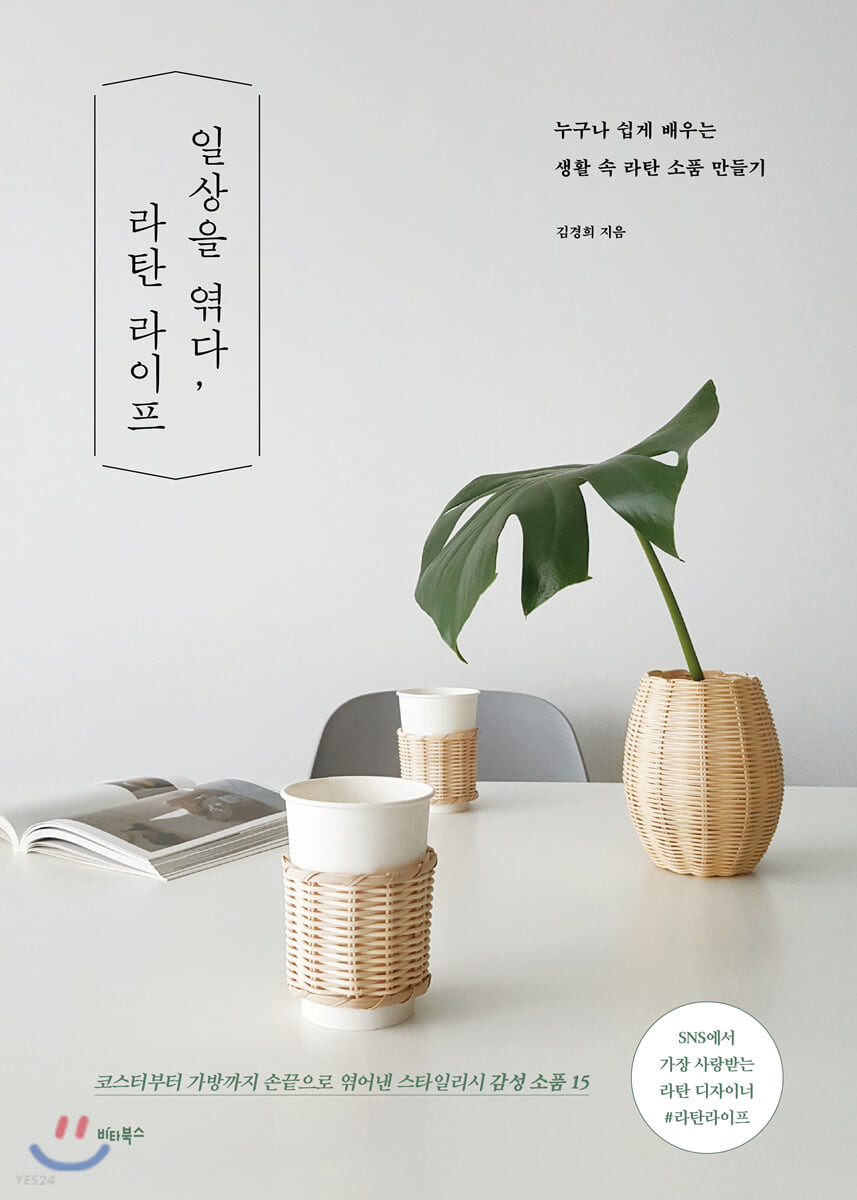 일상을 엮다,
라탄 라이프
누구나 쉽게 배우는
생활 속 라탄 소품 만들기
김경희 지음
코스터부터 가방까지 손끝으로 엮어낸 스타일리시 감성 소품 15
SNS에서
가장 사랑받는
라탄 디자이너
#라탄라이프
비타북스
YES24